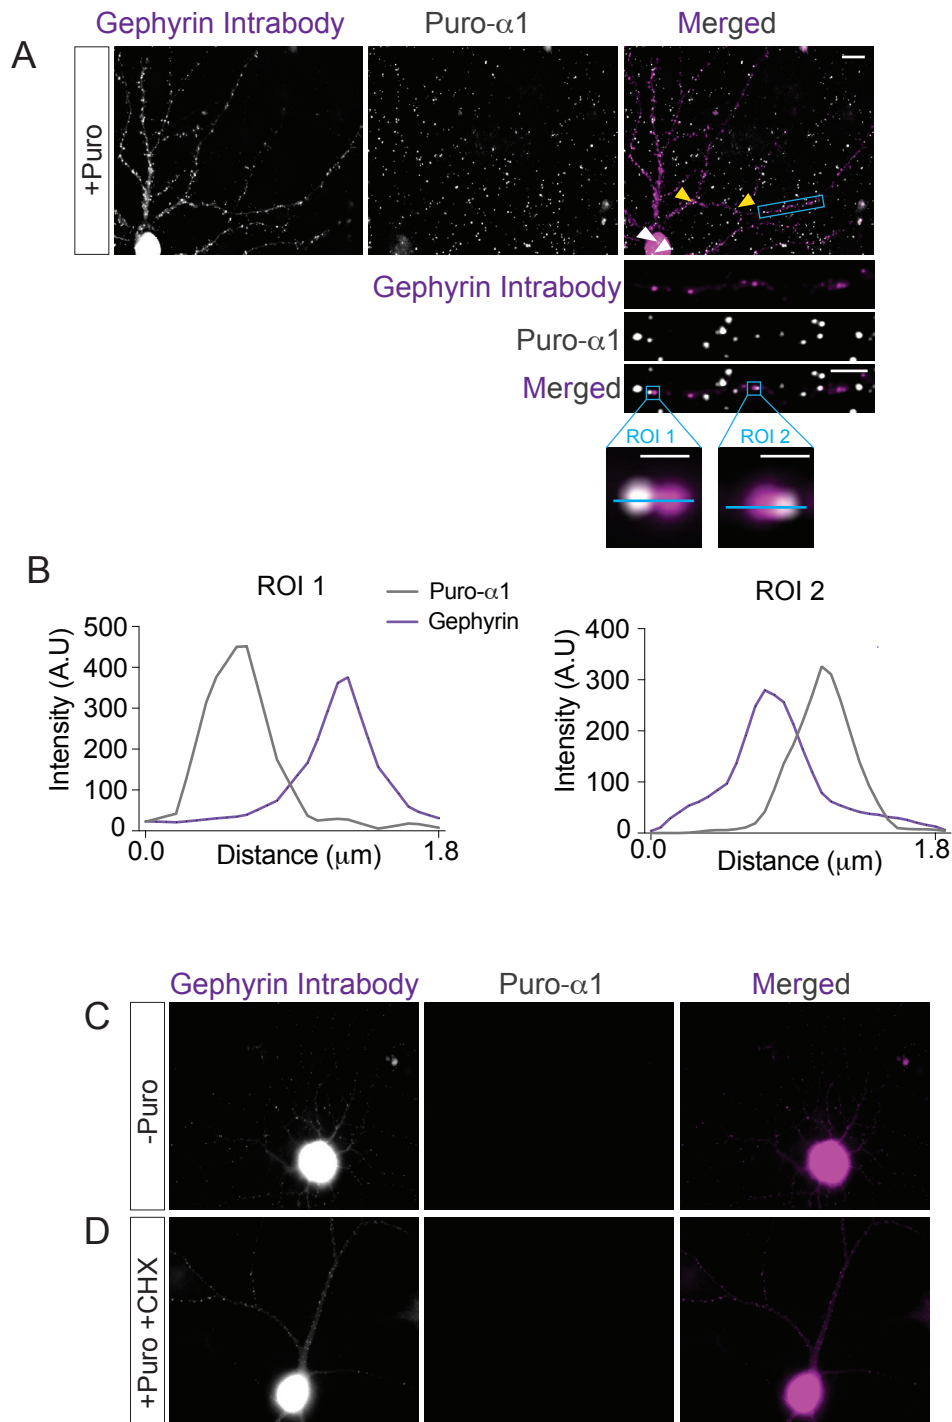 Gephyrin Intrabody Puro-α1 Merged
A
+Puro
Gephyrin Intrabody
Puro-α1
Merged
ROI 1 ROI 2
B
ROI 1
Puro-α1
Gephyrin
Intensity (A.U)
500
400
300
200
100
0
0.0 1.8
Distance (μm)
ROI 2
Intensity (A.U)
400
300
200
100
0
0.0 1.8
Distance (μm)
Gephyrin Intrabody Puro-α1 Merged
C
-Puro
D
+Puro +CHX